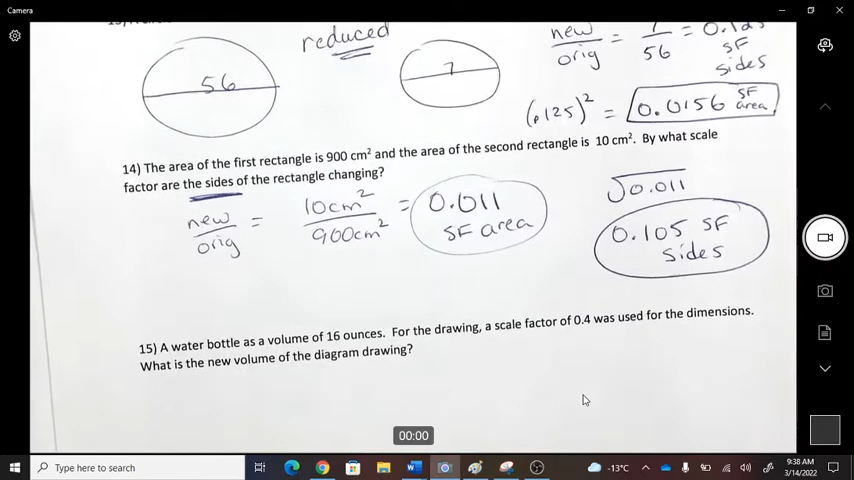 Camera
reduced
new
orig
=
56
= 0.125
SF
sides
56
7
(.125)² = 0.0156 SF
area
14) The area of the first rectangle is 900 cm² and the area of the second rectangle is 10 cm². By what scale
factor are the sides of the rectangle changing?
new
orig
=
10cm²
900cm²
= 0.011
SF area
√0.011
0.105 SF
sides
15) A water bottle as a volume of 16 ounces. For the drawing, a scale factor of 0.4 was used for the dimensions.
What is the new volume of the diagram drawing?
00:00
Type here to search
-13°C
9:38 AM
3/14/2022